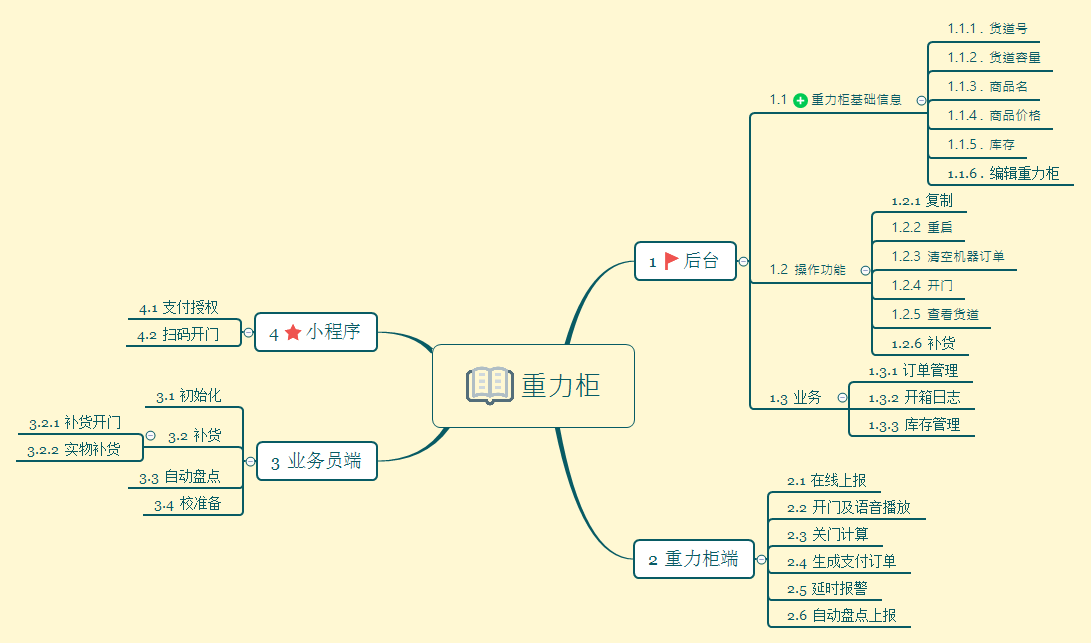 重力柜
1 后台
1.1 重力柜基础信息
1.1.1 . 货道号
1.1.2 . 货道容量
1.1.3 . 商品名
1.1.4 . 商品价格
1.1.5 . 库存
1.1.6 . 编辑重力柜
1.2 操作功能
1.2.1 复制
1.2.2 重启
1.2.3 清空机器订单
1.2.4 开门
1.2.5 查看货道
1.2.6 补货
1.3 业务
1.3.1 订单管理
1.3.2 开箱日志
1.3.3 库存管理
2 重力柜端
2.1 在线上报
2.2 开门及语音播放
2.3 关门计算
2.4 生成支付订单
2.5 延时报警
2.6 自动盘点上报
3 业务员端
3.1 初始化
3.2 补货
3.2.1 补货开门
3.2.2 实物补货
3.3 自动盘点
3.4 校准备
4 小程序
4.1 支付授权
4.2 扫码开门